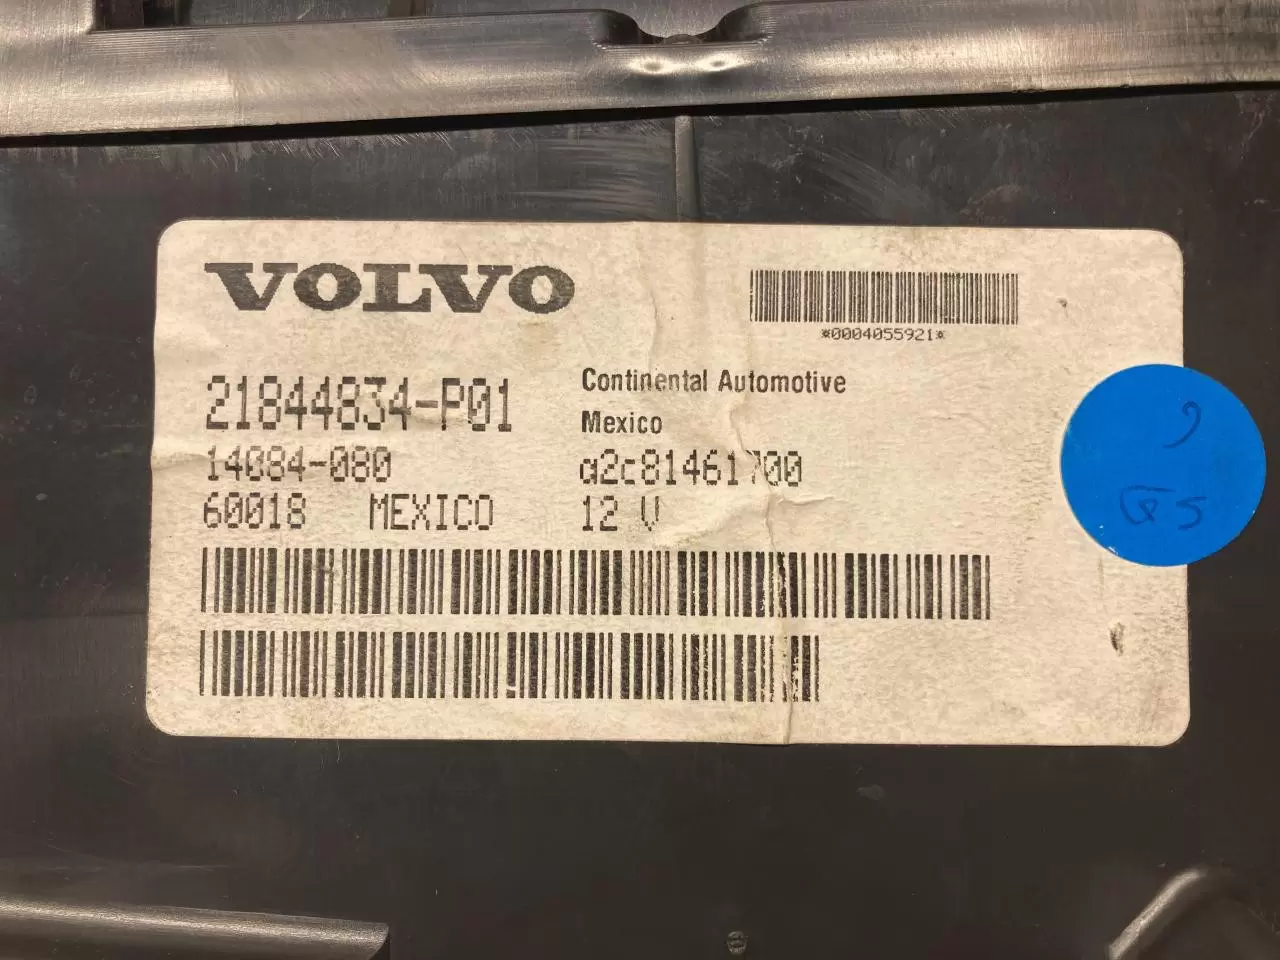 VOLVO
*0004055921*
21844834-P01
Continental Automotive
Mexico
14084-080
a2c81461700
60018 MEXICO
12 V